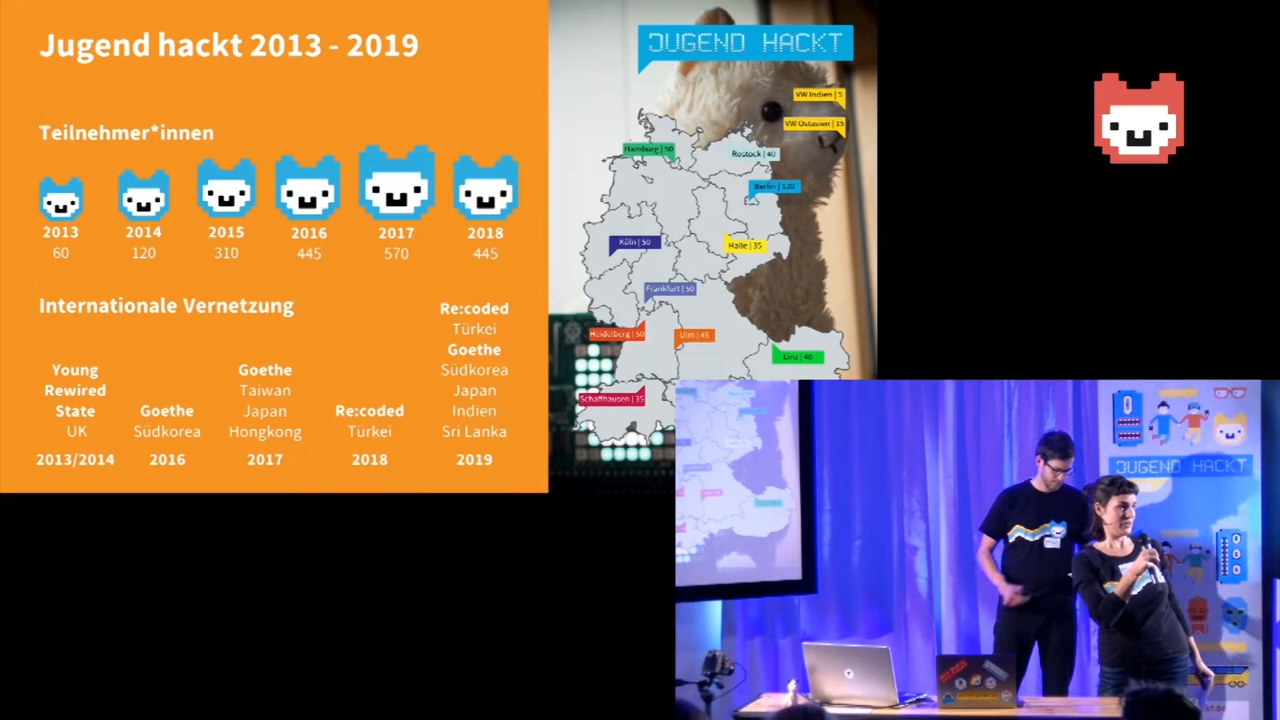 Jugend hackt 2013 - 2019
Teilnehmer*innen
2013
60
2014
120
2015
310
2016
445
2017
570
2018
445
Internationale Vernetzung
Young
Rewired
State
UK
2013/2014
Goethe
Südkorea
2016
Goethe
Taiwan
Japan
Hongkong
2017
Re:coded
Türkei
2018
Re:coded
Türkei
Goethe
Südkorea
Japan
Indien
Sri Lanka
2019
JUGEND HACKT
VW Indien | 5
VW Ostasien | 15
Hamburg | 50
Rostock | 40
Berlin | 120
Köln | 50
Halle | 35
Frankfurt | 50
Heidelberg | 50
Ulm | 45
Linz | 40
Schaffhausen | 35
JUGEND HACKT